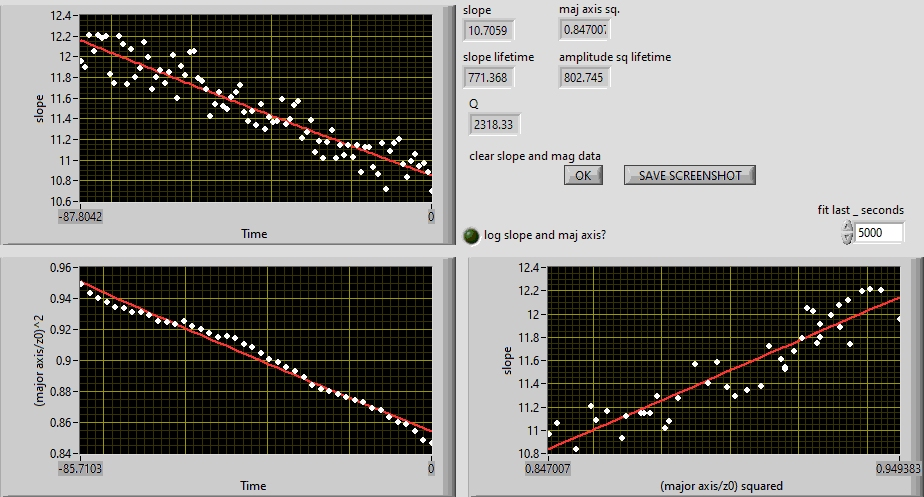 12.4
12.2
12
11.8
11.6
11.4
11.2
11
10.8
10.6
slope
-87.8042
0
Time
slope
maj axis sq.
10.7059
0.847007
slope lifetime
amplitude sq lifetime
771.368
802.745
Q
2318.33
clear slope and mag data
OK
SAVE SCREENSHOT
fit last _ seconds
log slope and maj axis?
5000
0.96
0.94
0.92
0.9
0.88
0.86
0.84
(major axis/z0)^2
-85.7103
0
Time
12.4
12.2
12
11.8
11.6
11.4
11.2
11
10.8
slope
0.847007
0.949383
(major axis/z0) squared